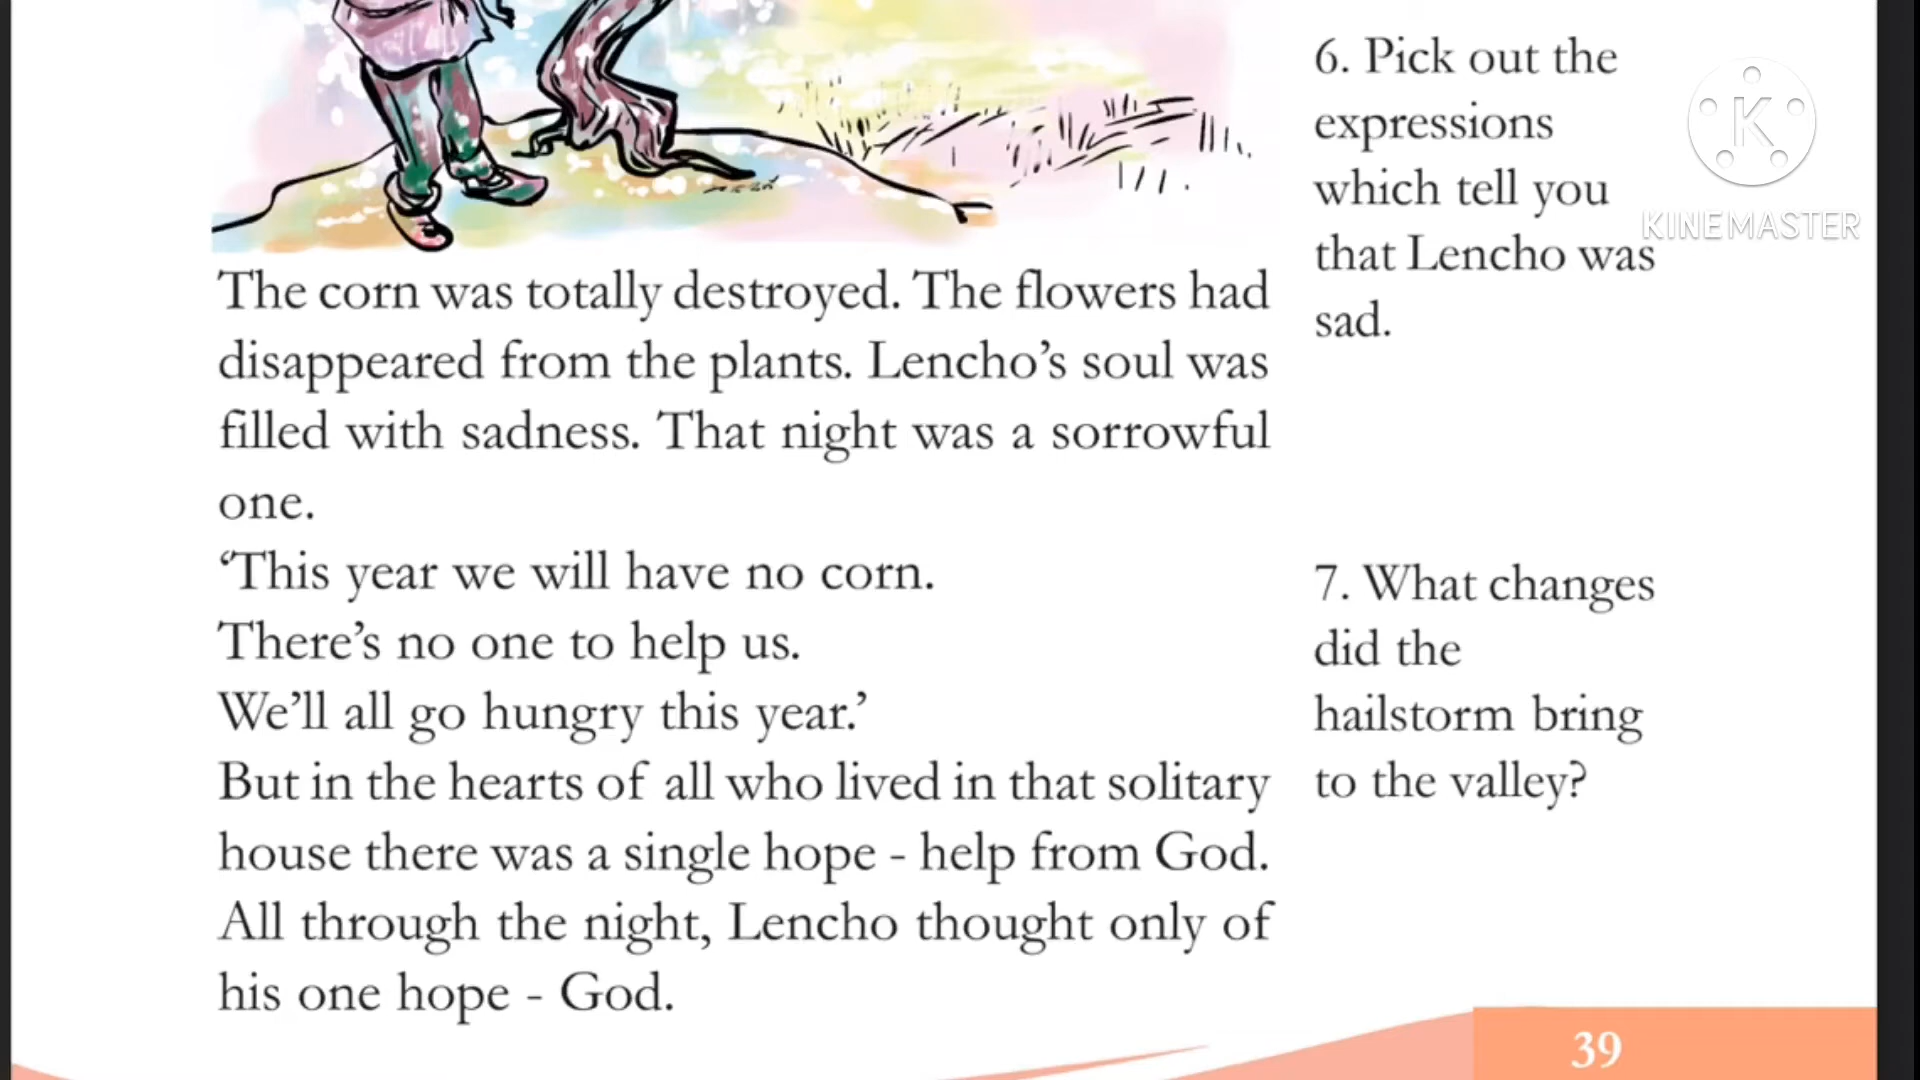 The corn was totally destroyed. The flowers had
disappeared from the plants. Lencho’s soul was
filled with sadness. That night was a sorrowful
one.
‘This year we will have no corn.
There’s no one to help us.
We’ll all go hungry this year.’
But in the hearts of all who lived in that solitary
house there was a single hope - help from God.
All through the night, Lencho thought only of
his one hope - God.
6. Pick out the
expressions
which tell you
that Lencho was
sad.
7. What changes
did the
hailstorm bring
to the valley?
K
KINEMASTER
39